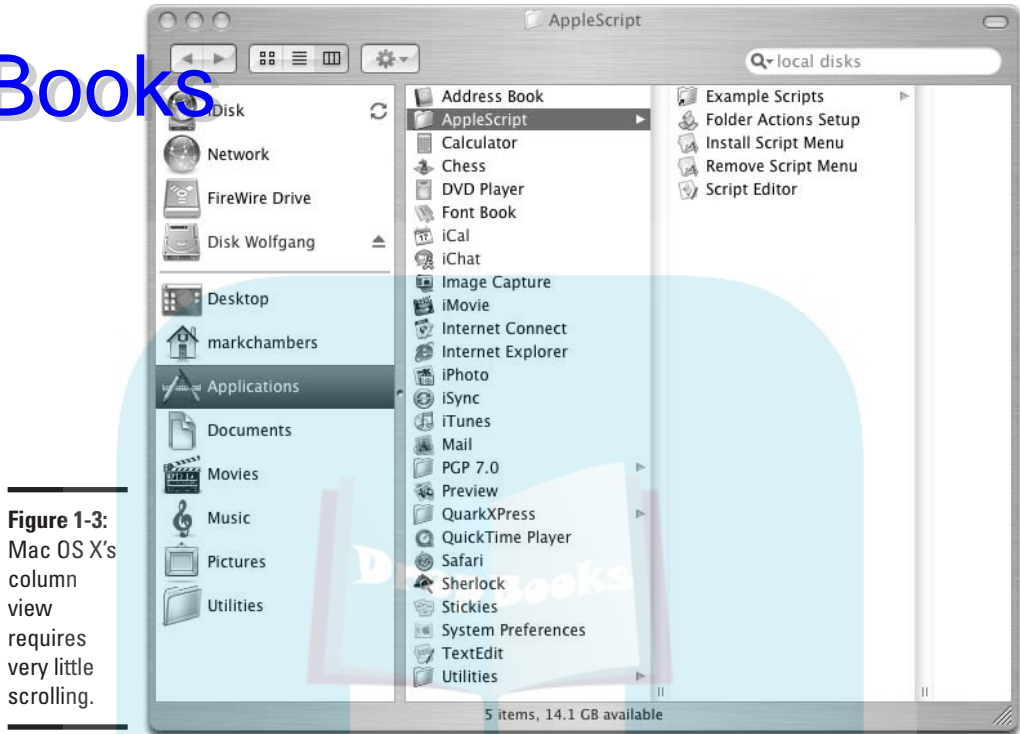 AppleScript
local disks
Books
iDisk
Network
FireWire Drive
Disk Wolfgang
Desktop
markchambers
Applications
Documents
Movies
Music
Pictures
Utilities
Address Book
AppleScript
Calculator
Chess
DVD Player
Font Book
iCal
iChat
Image Capture
iMovie
Internet Connect
Internet Explorer
iPhoto
iSync
iTunes
Mail
PGP 7.0
Preview
QuarkXPress
QuickTime Player
Safari
Sherlock
Stickies
System Preferences
TextEdit
Utilities
Example Scripts
Folder Actions Setup
Install Script Menu
Remove Script Menu
Script Editor
5 items, 14.1 GB available
Figure 1-3:
Mac OS X's
column
view
requires
very little
scrolling.